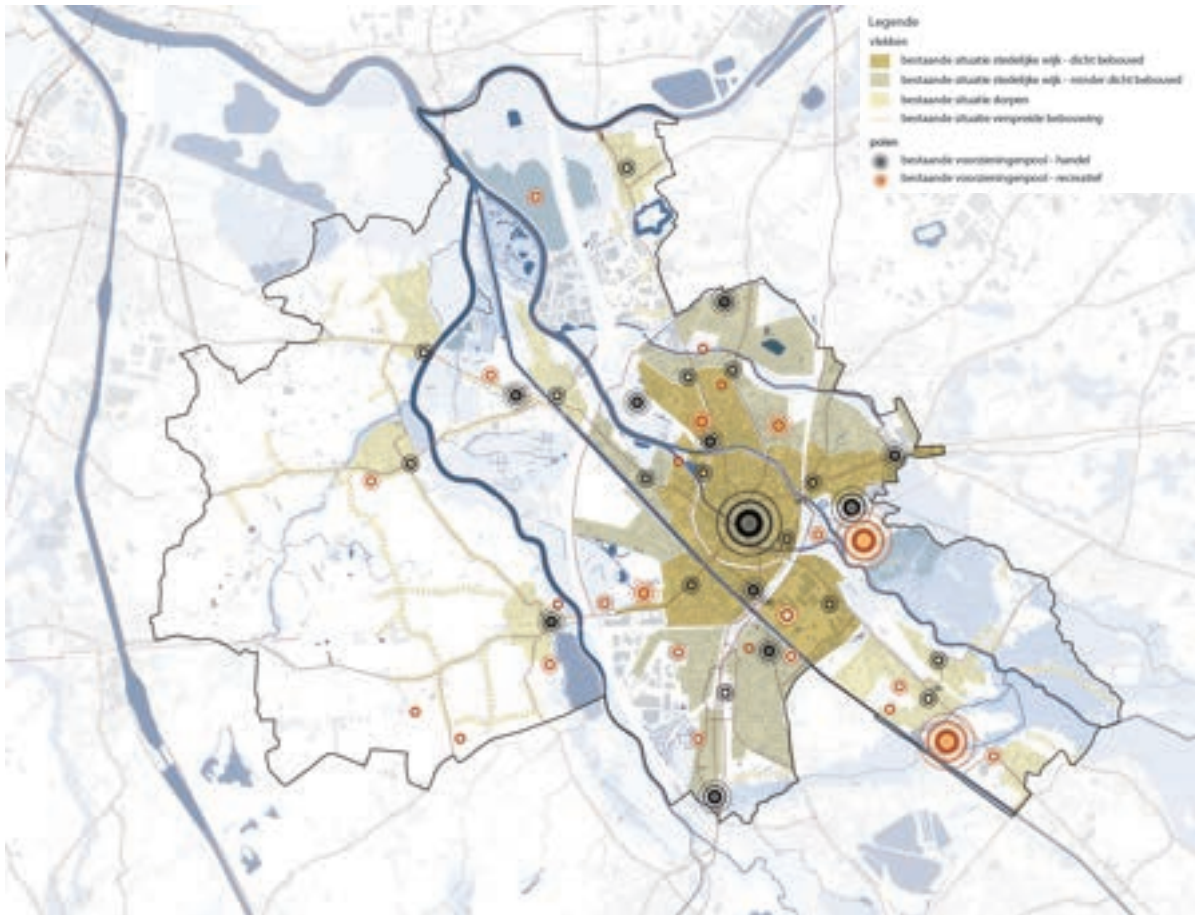 Legende
vlekken
bestaande situatie stedelijke wijk - dicht bebouwd
bestaande situatie stedelijke wijk - minder dicht bebouwd
bestaande situatie dorpen
bestaande situatie verspreide bebouwing
polen
bestaande voorzieningenpool - handel
bestaande voorzieningenpool - recreatief